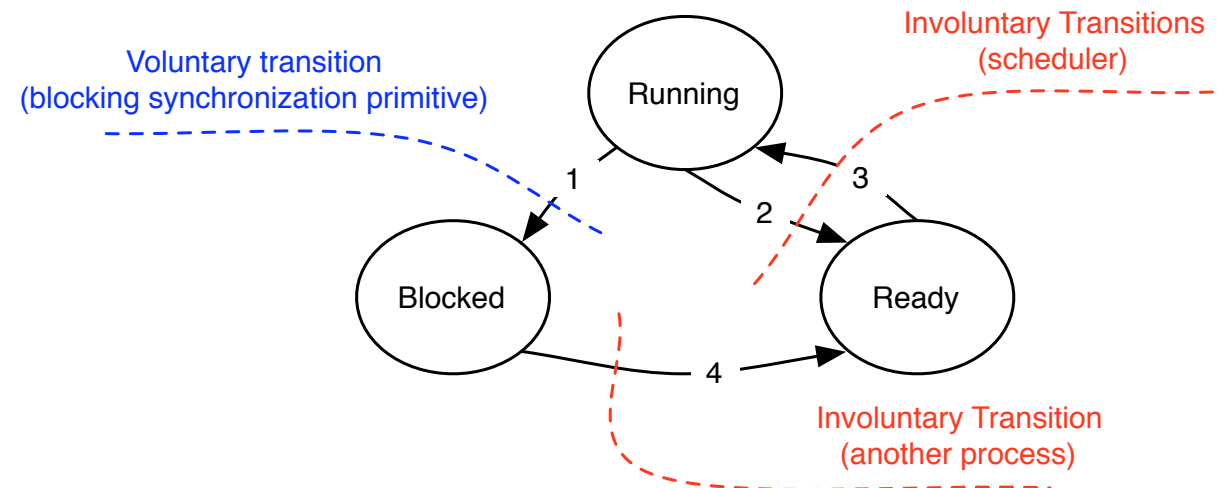 Involuntary Transitions
(scheduler)
Voluntary transition
(blocking synchronization primitive)
Running
1
3
2
Blocked
Ready
4
Involuntary Transition
(another process)